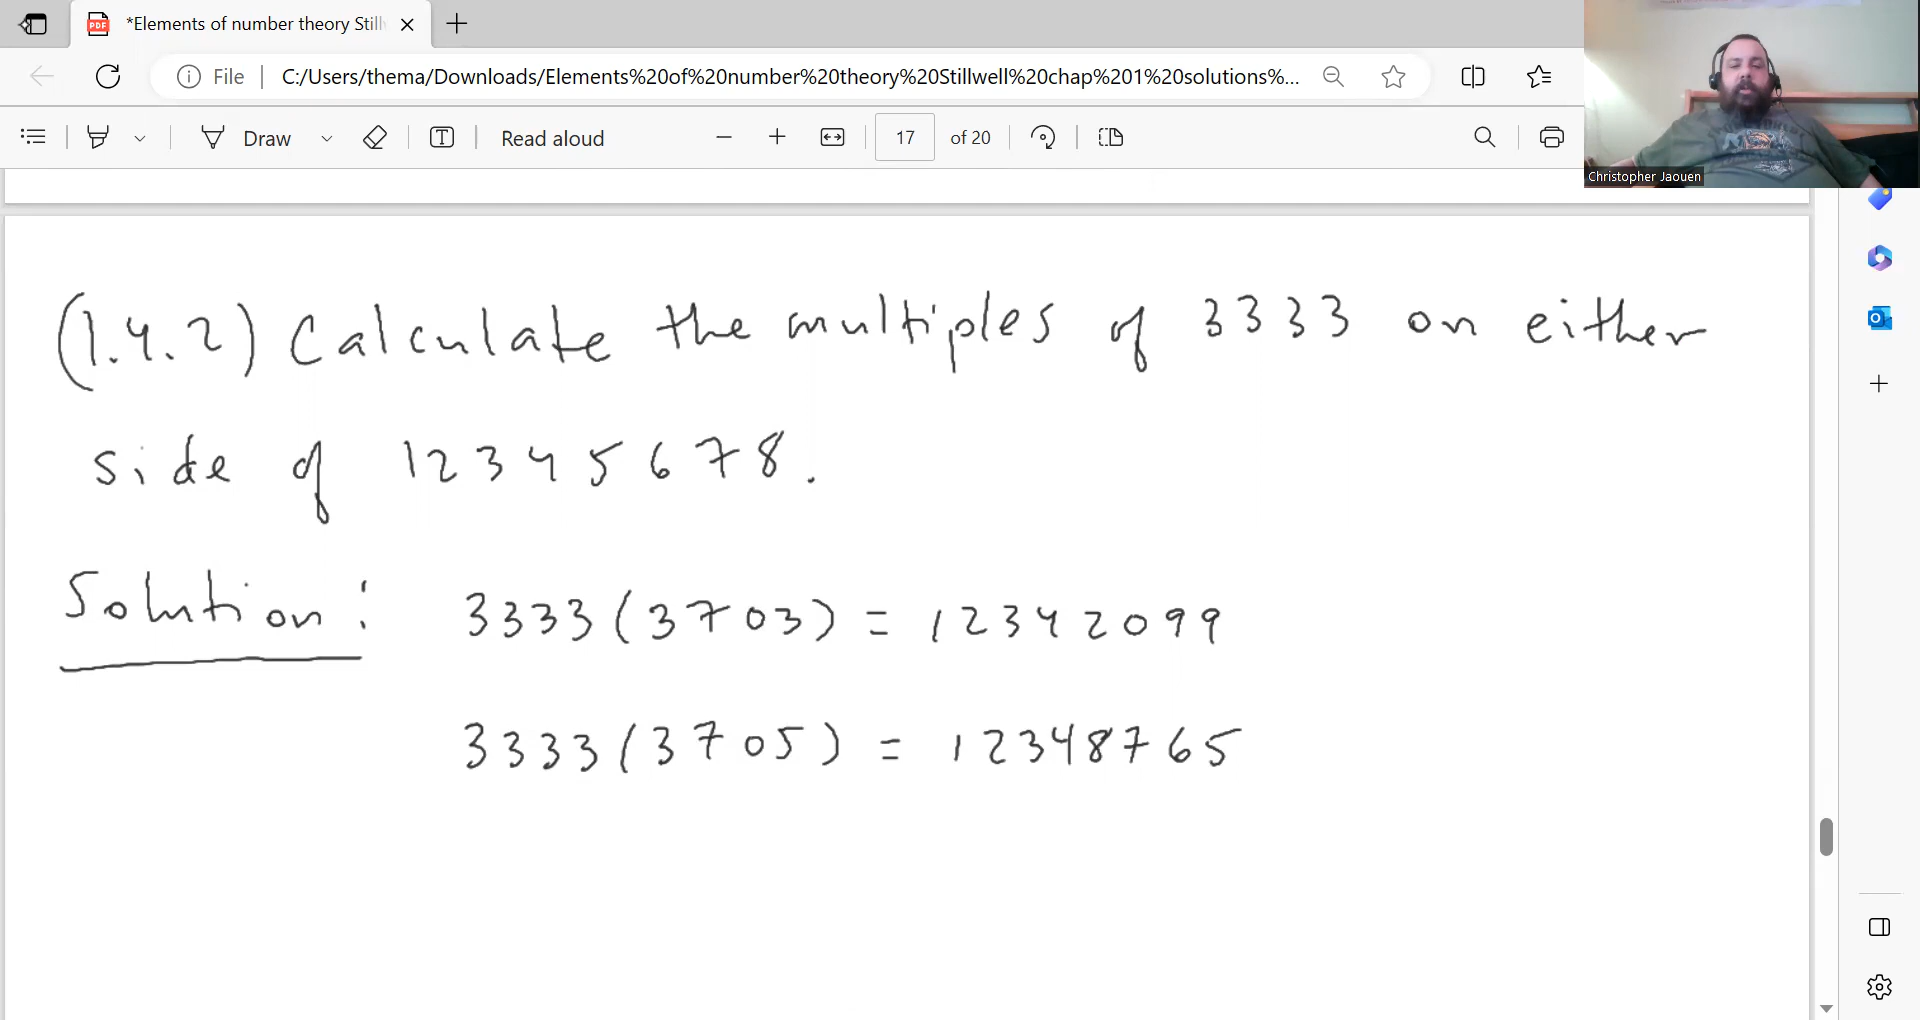 *Elements of number theory Still
File
C:/Users/thema/Downloads/Elements%20of%20number%20theory%20Stillwell%20chap%201%20solutions%...
Draw
Read aloud
17 of 20
Christopher Jaouen
(1.4.2) Calculate the multiples of 3333 on either
side of 12345678.
Solution: 3333(3703) = 12342099
3333(3705) = 12348765